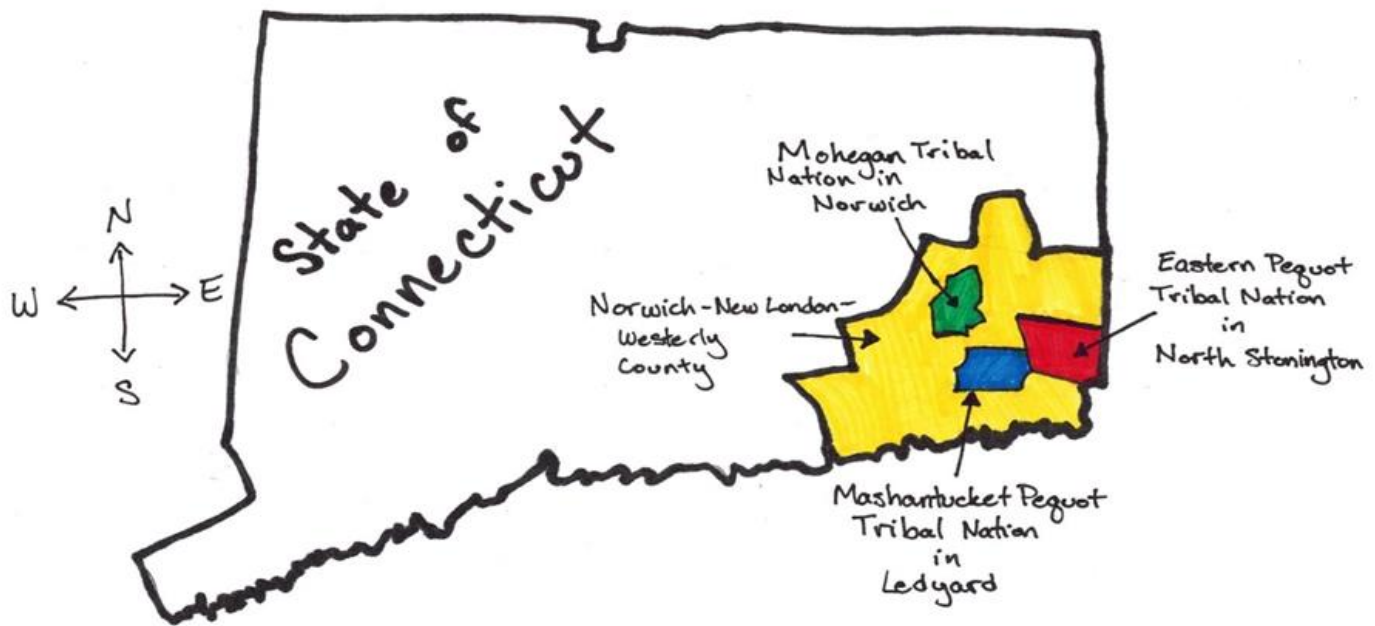 State of
Connecticut
N
W
E
S
Mohegan Tribal
Nation in
Norwich
Norwich-New London-
Westerly
County
Eastern Pequot
Tribal Nation
in
North Stonington
Mashantucket Pequot
Tribal Nation
in
Ledyard